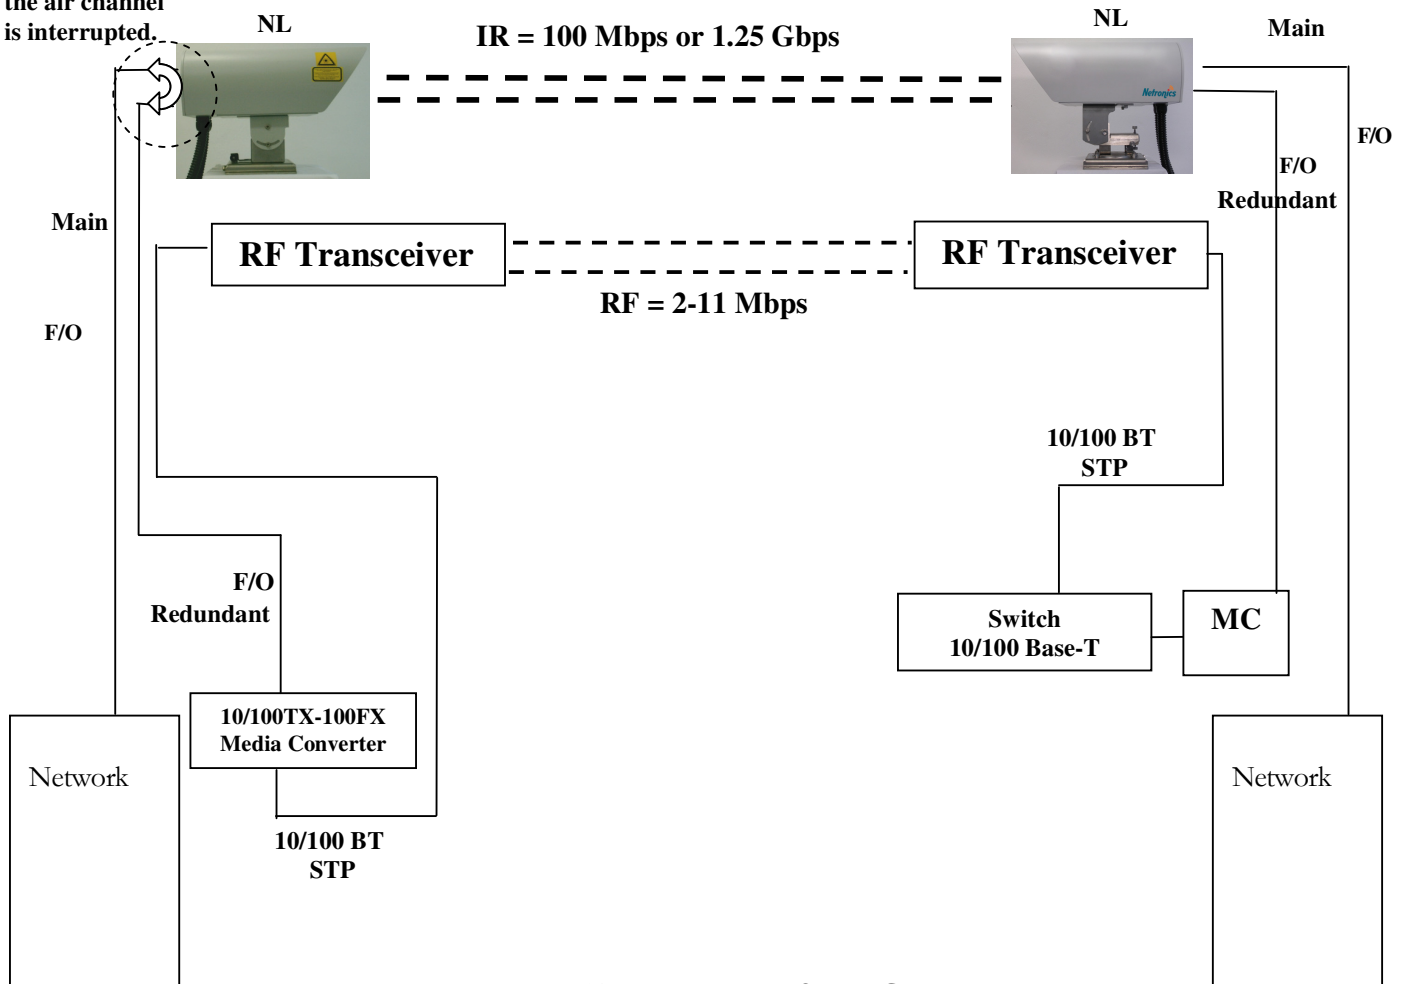 the air channel
is interrupted.
NL
IR = 100 Mbps or 1.25 Gbps
NL
Main
Netronics
F/O
F/O
Redundant
Main
RF Transceiver
RF Transceiver
RF = 2-11 Mbps
F/O
10/100 BT
STP
F/O
Redundant
Switch
10/100 Base-T
MC
10/100TX-100FX
Media Converter
Network
Network
10/100 BT
STP